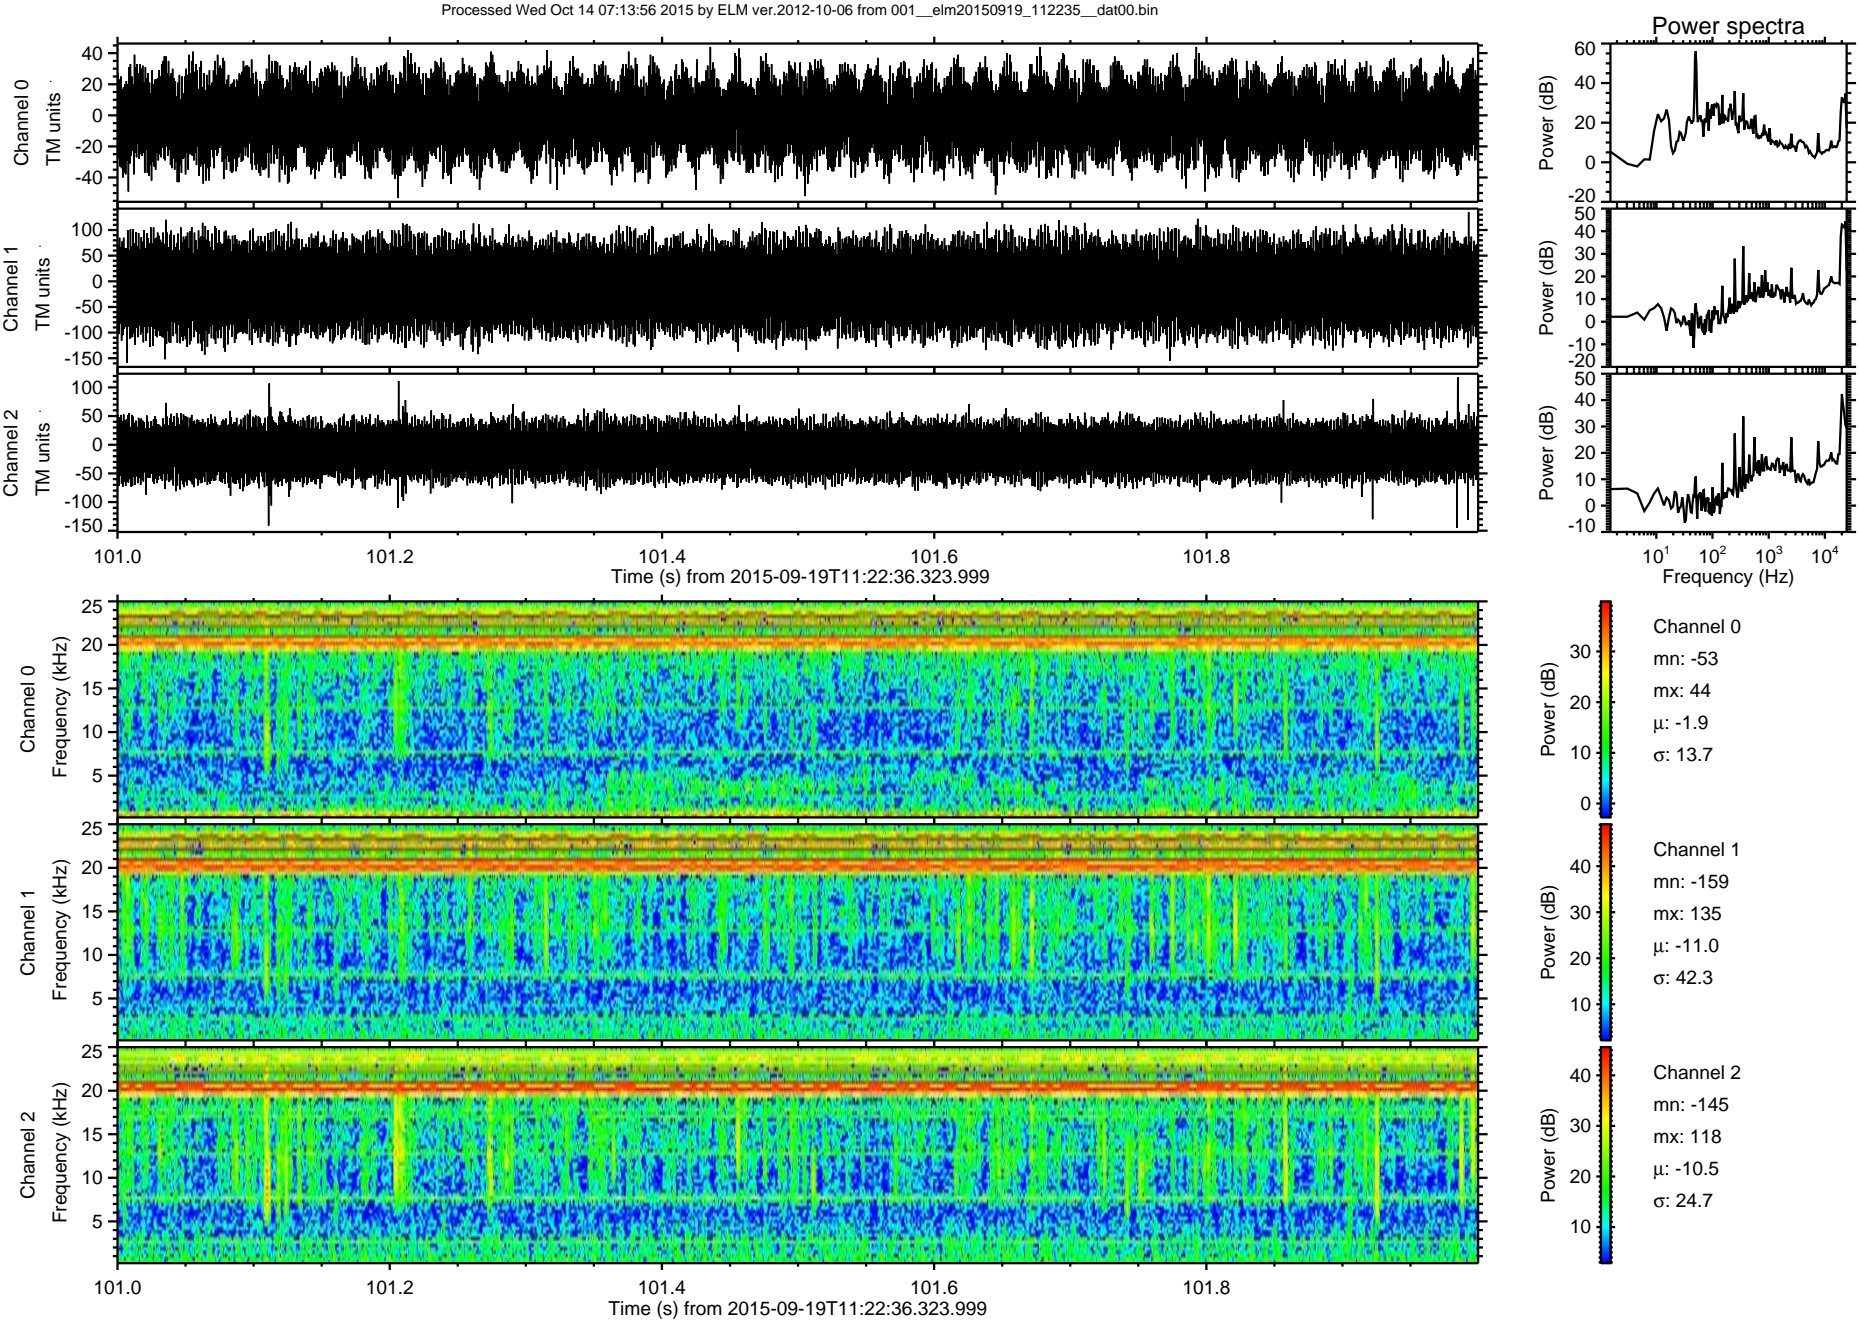 Processed Wed Oct 14 07:13:56 2015 by ELM ver.2012-10-06 from 001__elm20150919_112235__dat00.bin
Power spectra
Channel 0
TM units
40
20
0
-20
-40
Power (dB)
60
40
20
0
-20
Channel 1
TM units
100
50
0
-50
-100
-150
Power (dB)
50
40
30
20
10
0
-10
-20
Channel 2
TM units
100
50
0
-50
-100
-150
Power (dB)
50
40
30
20
10
0
-10
101.0 101.2 101.4 101.6 101.8
Time (s) from 2015-09-19T11:22:36.323.999
10¹ 10² 10³ 10⁴
Frequency (Hz)
Channel 0
Frequency (kHz)
25
20
15
10
5
Power (dB)
30
20
10
0
Channel 0
mn: -53
mx: 44
μ: -1.9
σ: 13.7
Channel 1
Frequency (kHz)
25
20
15
10
5
Power (dB)
40
30
20
10
Channel 1
mn: -159
mx: 135
μ: -11.0
σ: 42.3
Channel 2
Frequency (kHz)
25
20
15
10
5
Power (dB)
40
30
20
10
Channel 2
mn: -145
mx: 118
μ: -10.5
σ: 24.7
101.0 101.2 101.4 101.6 101.8
Time (s) from 2015-09-19T11:22:36.323.999